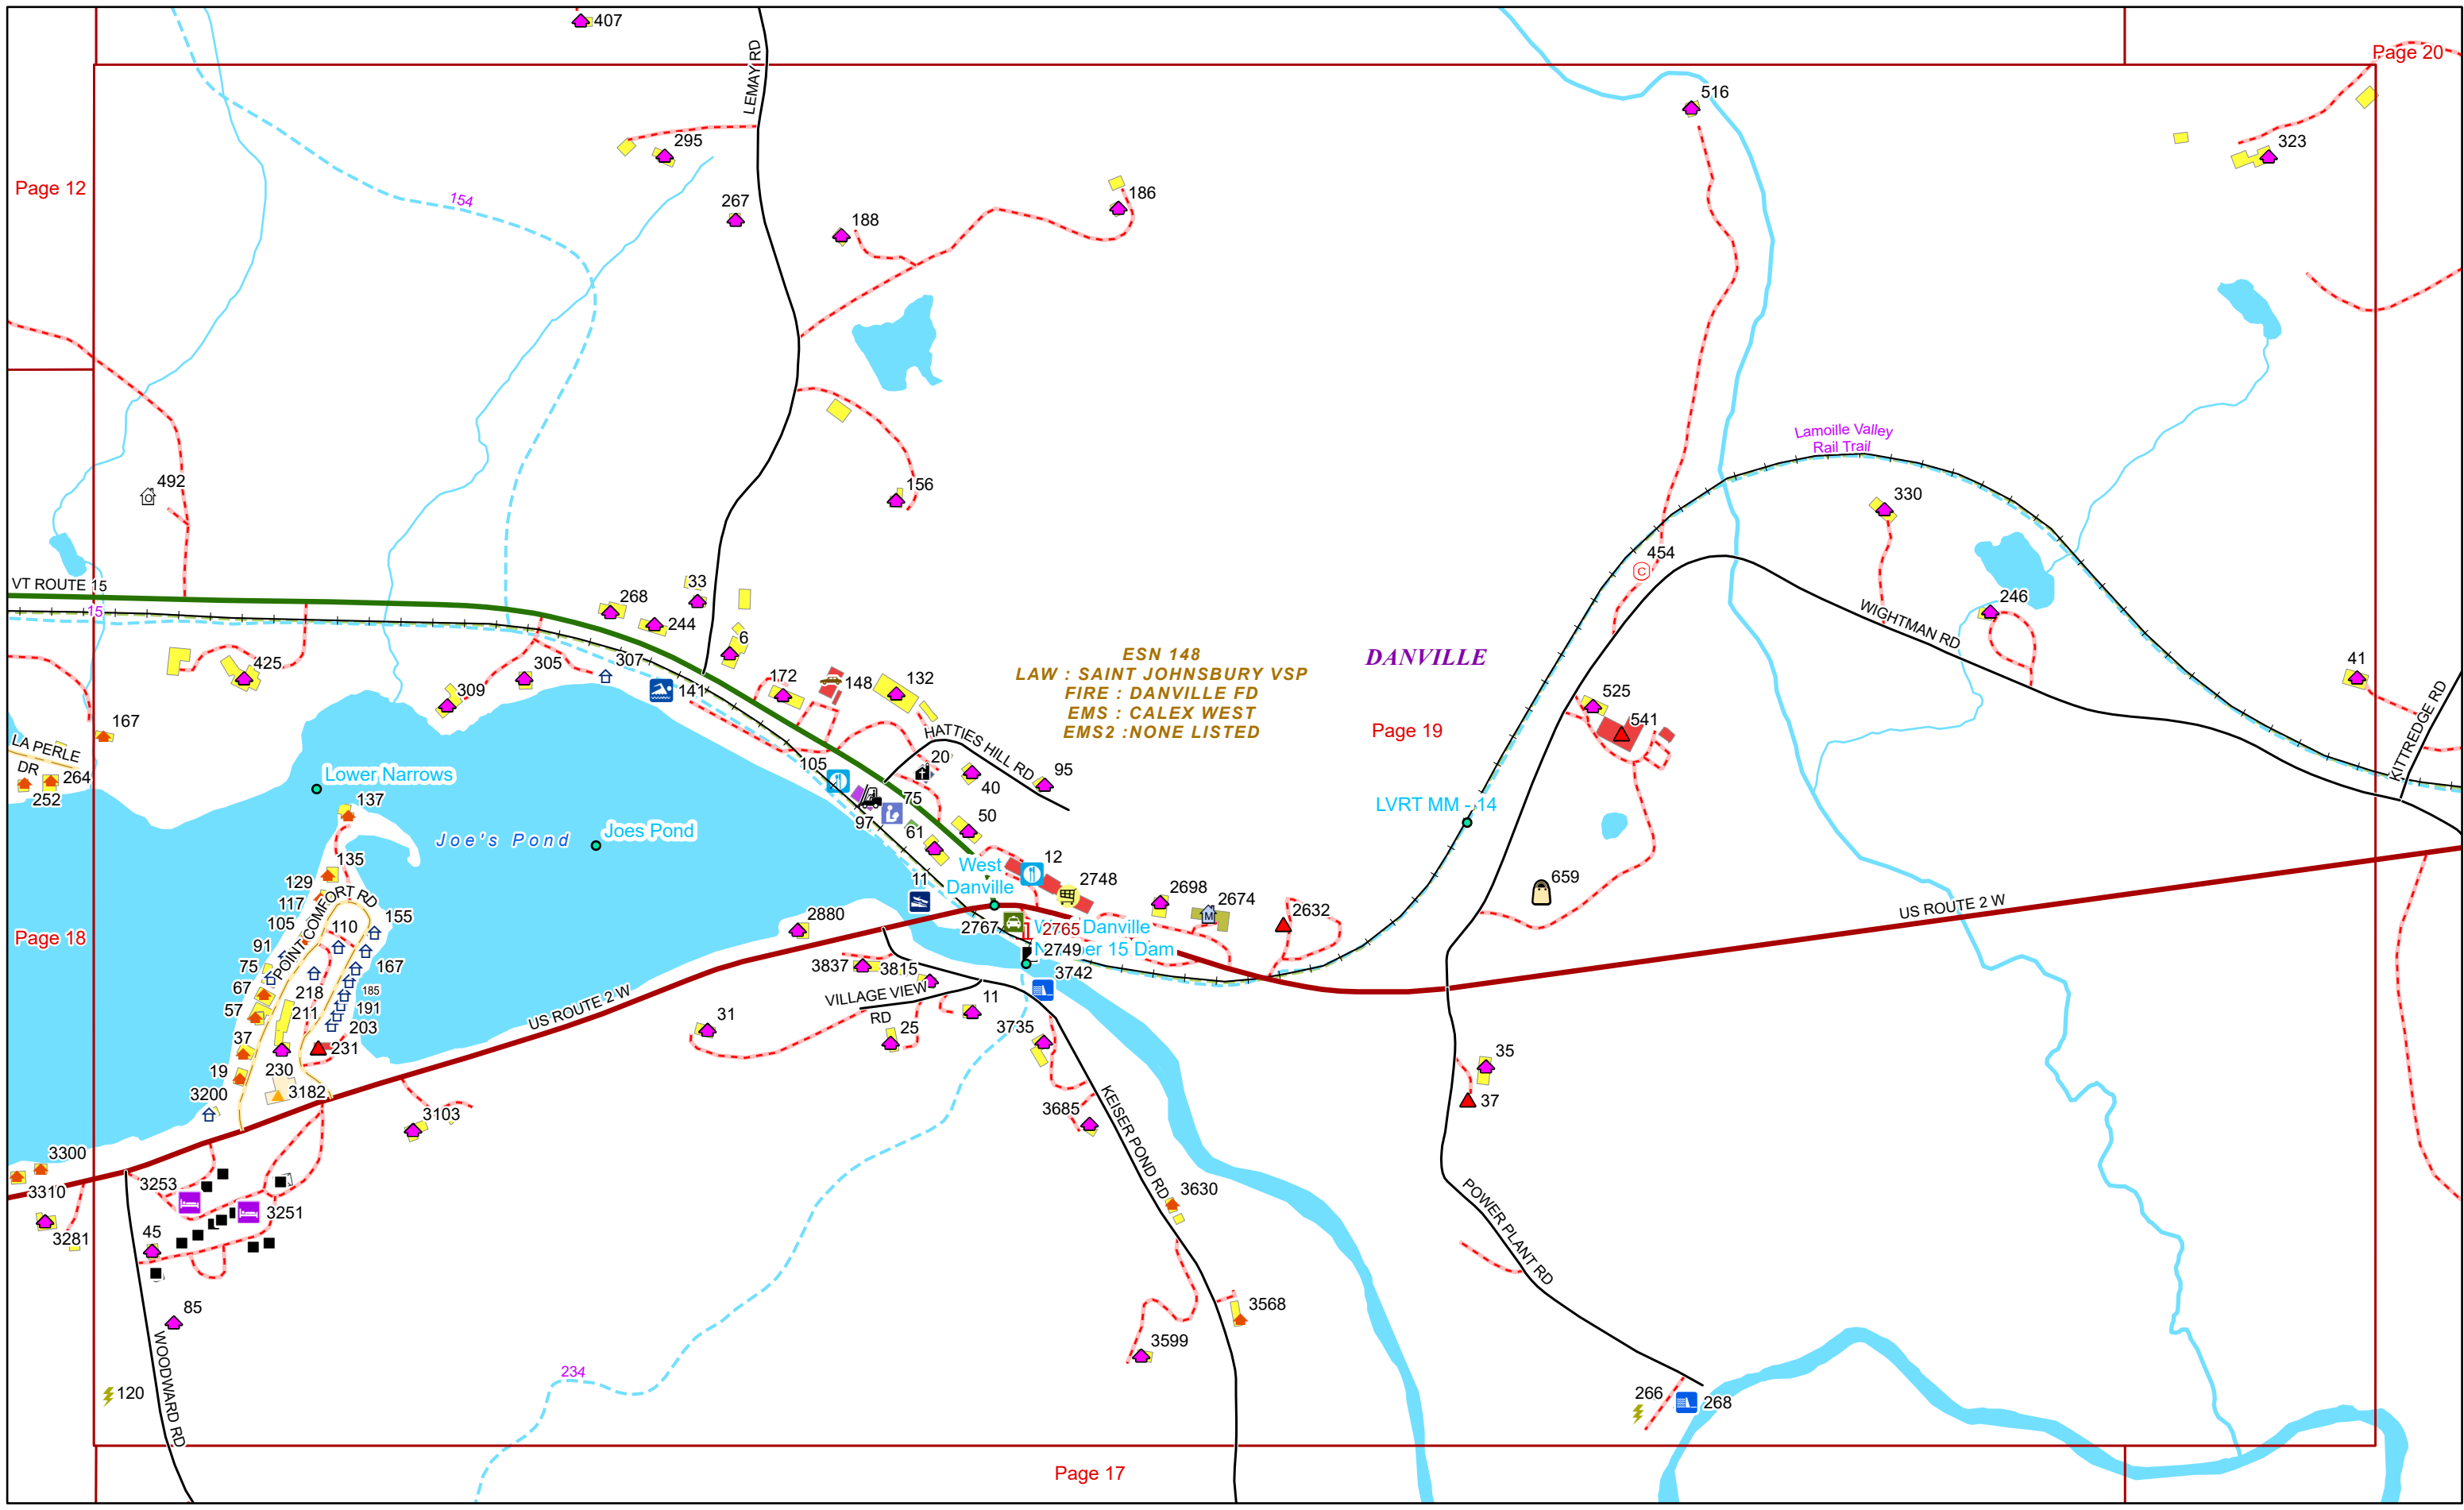 407
LEMAY RD
Page 20
516
295
323
Page 12
186
154
267
188
Lamoille Valley
Rail Trail
492
156
330
454
VT ROUTE 15
15
33
268
244
246
WIGHTMAN RD
6
ESN 148
LAW : SAINT JOHNSBURY VSP
FIRE : DANVILLE FD
EMS : CALEX WEST
EMS2 :NONE LISTED
DANVILLE
425
305
307
309
141
172
148
132
41
KITTREDGE RD
525
541
Page 19
167
LA PERLE
DR
264
252
HATTIES HILL RD
20
105
40
95
Lower Narrows
137
Joe's Pond
Joes Pond
75
97
61
50
LVRT MM - 14
135
129
117
105
POINT COMFORT RD
110
155
91
75
67
57
37
19
167
218
185
211
191
203
231
230
3182
3200
West
Danville
11
12
2748
2698
2674
2632
659
2880
2767
2765
Danville
15 Dam
2749
3742
US ROUTE 2 W
Page 18
3837
3815
VILLAGE VIEW
RD
11
25
31
3735
US ROUTE 2 W
35
37
3103
3685
KEISER POND RD
3300
3310
3281
3253
3251
45
3630
POWER PLANT RD
85
3568
3599
WOODWARD RD
120
234
266
268
Page 17